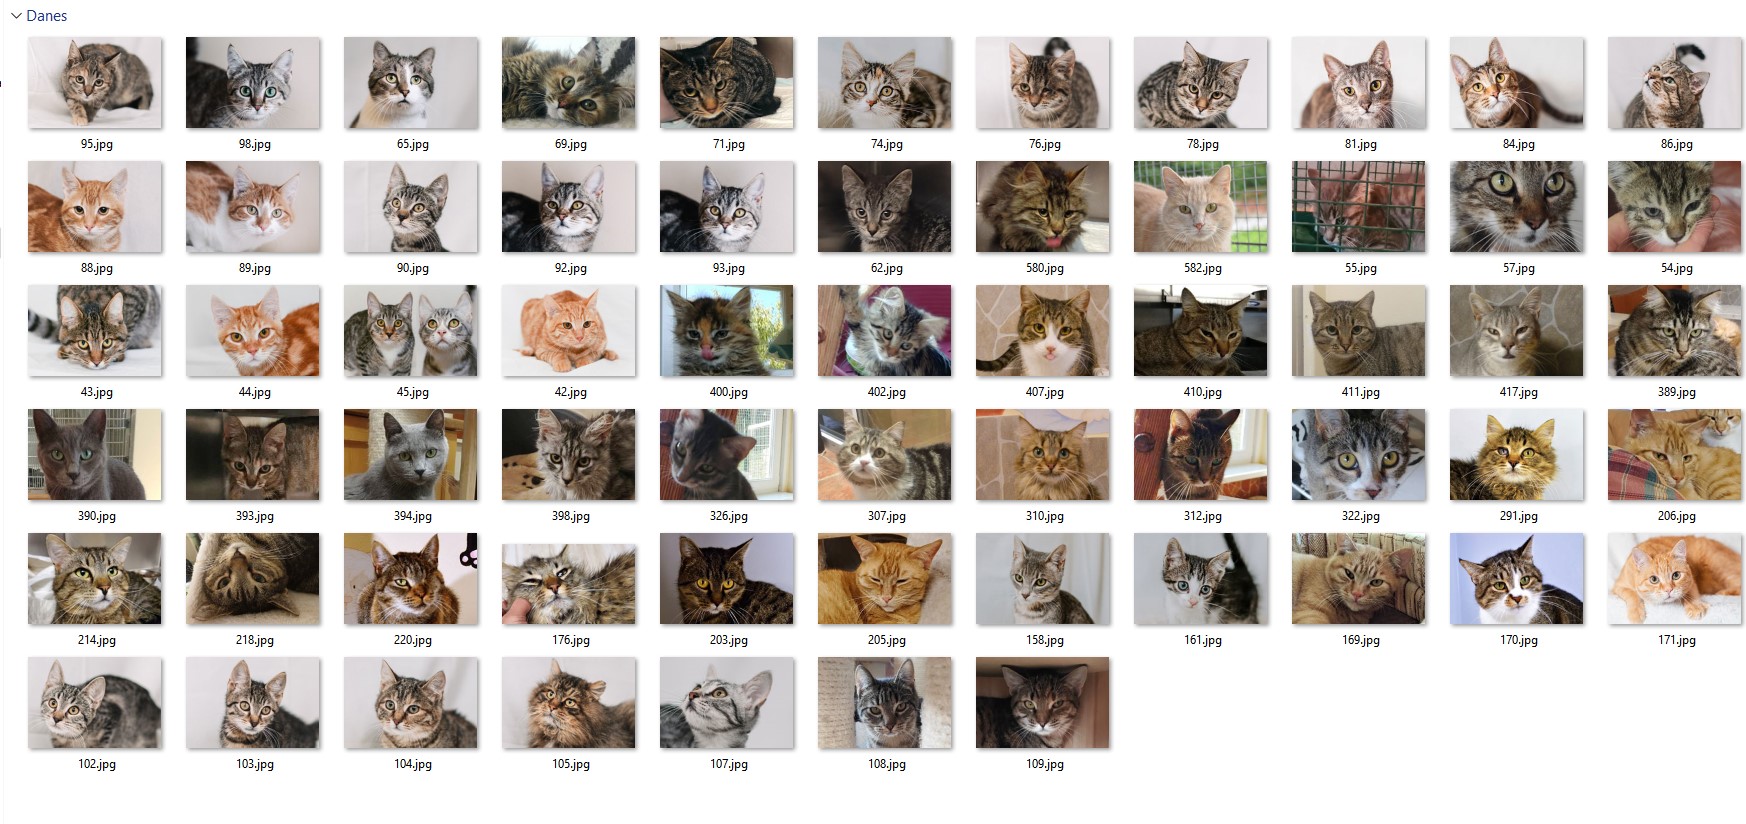 Danes
95.jpg 98.jpg 65.jpg 69.jpg 71.jpg 74.jpg 76.jpg 78.jpg 81.jpg 84.jpg 86.jpg
88.jpg 89.jpg 90.jpg 92.jpg 93.jpg 62.jpg 580.jpg 582.jpg 55.jpg 57.jpg 54.jpg
43.jpg 44.jpg 45.jpg 42.jpg 400.jpg 402.jpg 407.jpg 410.jpg 411.jpg 417.jpg 389.jpg
390.jpg 393.jpg 394.jpg 398.jpg 326.jpg 307.jpg 310.jpg 312.jpg 322.jpg 291.jpg 206.jpg
214.jpg 218.jpg 220.jpg 176.jpg 203.jpg 205.jpg 158.jpg 161.jpg 169.jpg 170.jpg 171.jpg
102.jpg 103.jpg 104.jpg 105.jpg 107.jpg 108.jpg 109.jpg